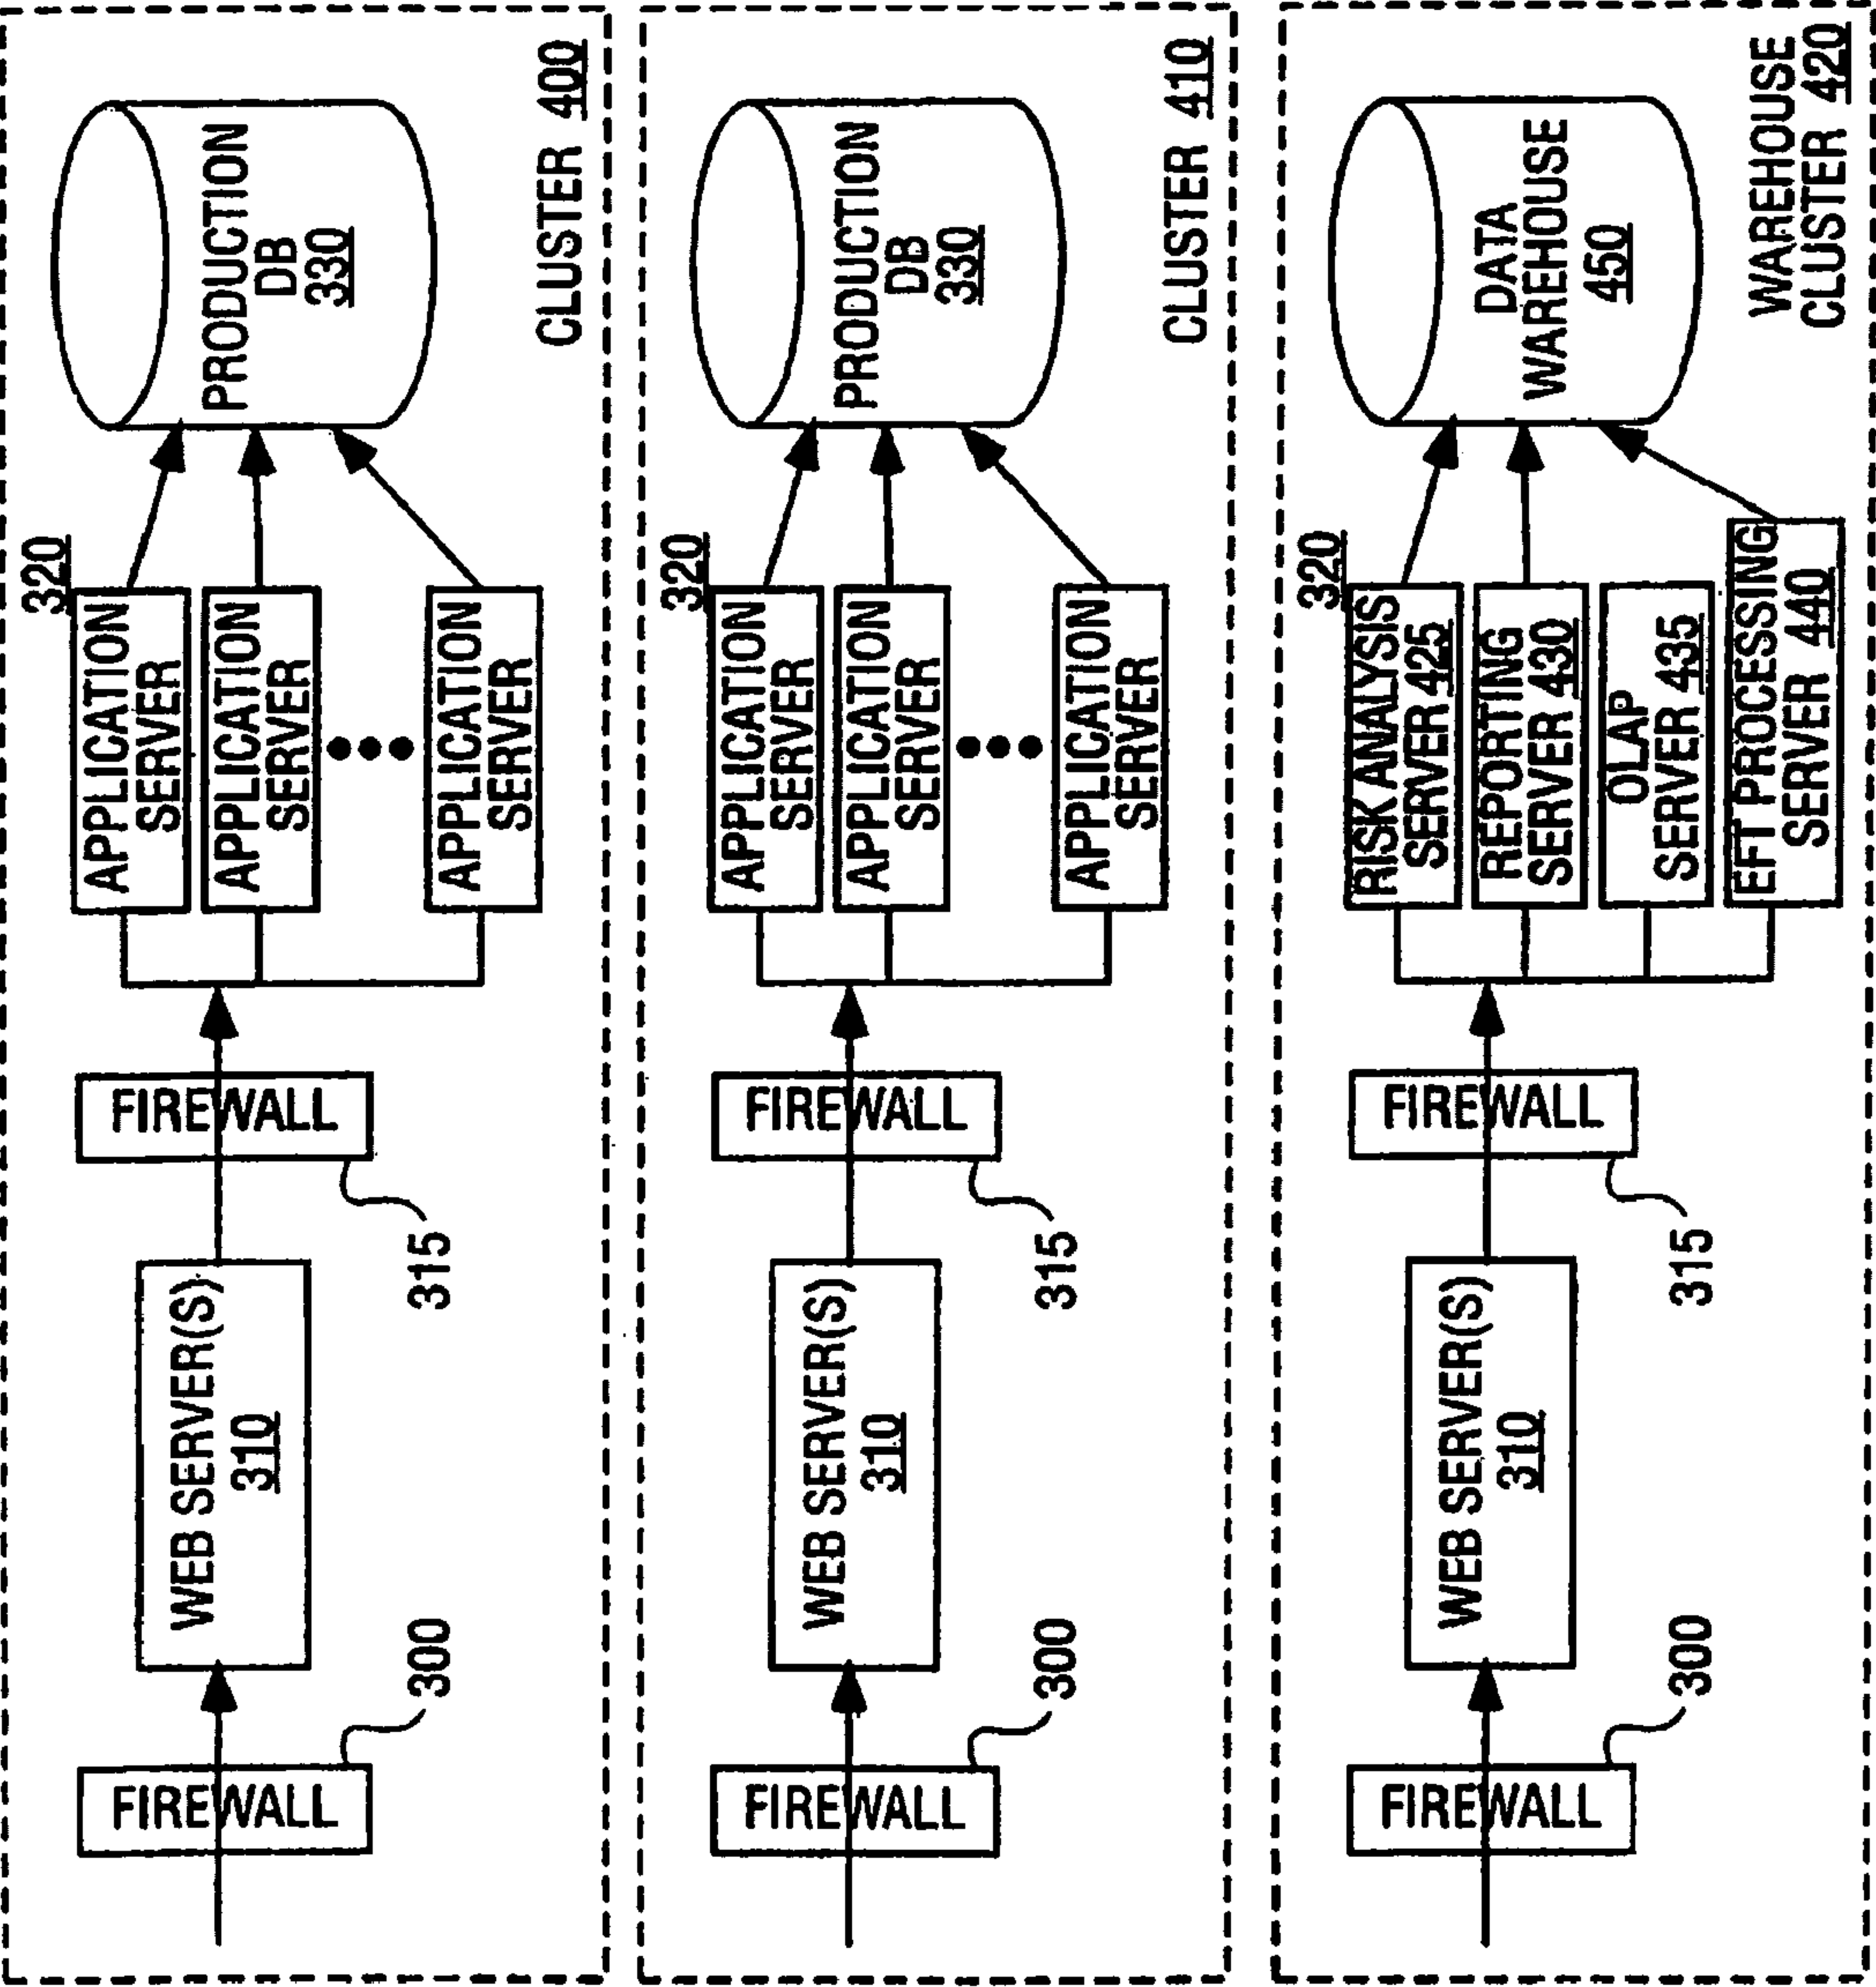 FIREWALL
300
WEB SERVER(S)
310
FIREWALL
315
320
APPLICATION
SERVER
APPLICATION
SERVER
APPLICATION
SERVER
PRODUCTION
DB
330
CLUSTER 400
FIREWALL
300
WEB SERVER(S)
310
FIREWALL
315
320
APPLICATION
SERVER
APPLICATION
SERVER
APPLICATION
SERVER
PRODUCTION
DB
330
CLUSTER 410
FIREWALL
300
WEB SERVER(S)
310
FIREWALL
315
320
RISK ANALYSIS
SERVER 425
REPORTING
SERVER 430
OLAP
SERVER 435
EFT PROCESSING
SERVER 440
DATA
WAREHOUSE
450
WAREHOUSE
CLUSTER 420